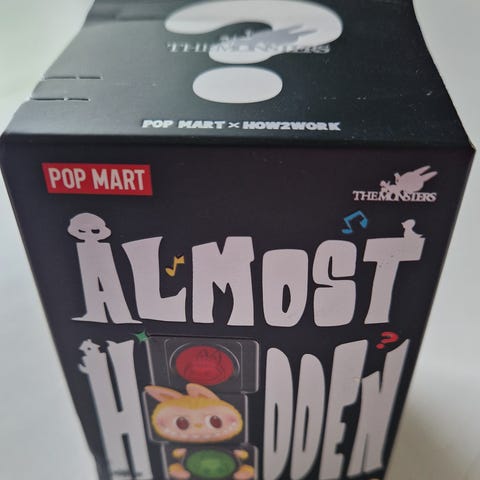 ?
THE MONSTERS
POP MART × HOW2WORK
POP MART
THE MONSTERS
ALMOST
?
HIDDEN